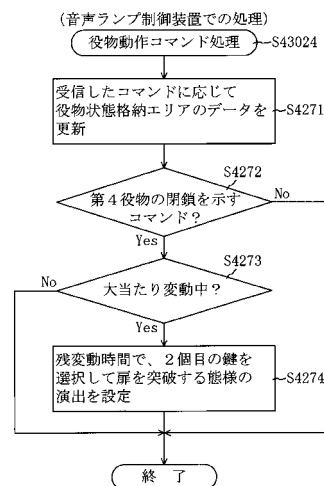 (音声ランプ制御装置での処理)
役物動作コマンド処理
S43024
受信したコマンドに応じて
役物状態格納エリアのデータを
更新
S4271
S4272
第4役物の閉鎖を示す
コマンド?
No
Yes
S4273
No
大当たり変動中?
Yes
残変動時間で、2個目の鍵を
選択して扉を突破する態様の
演出を設定
S4274
終 了